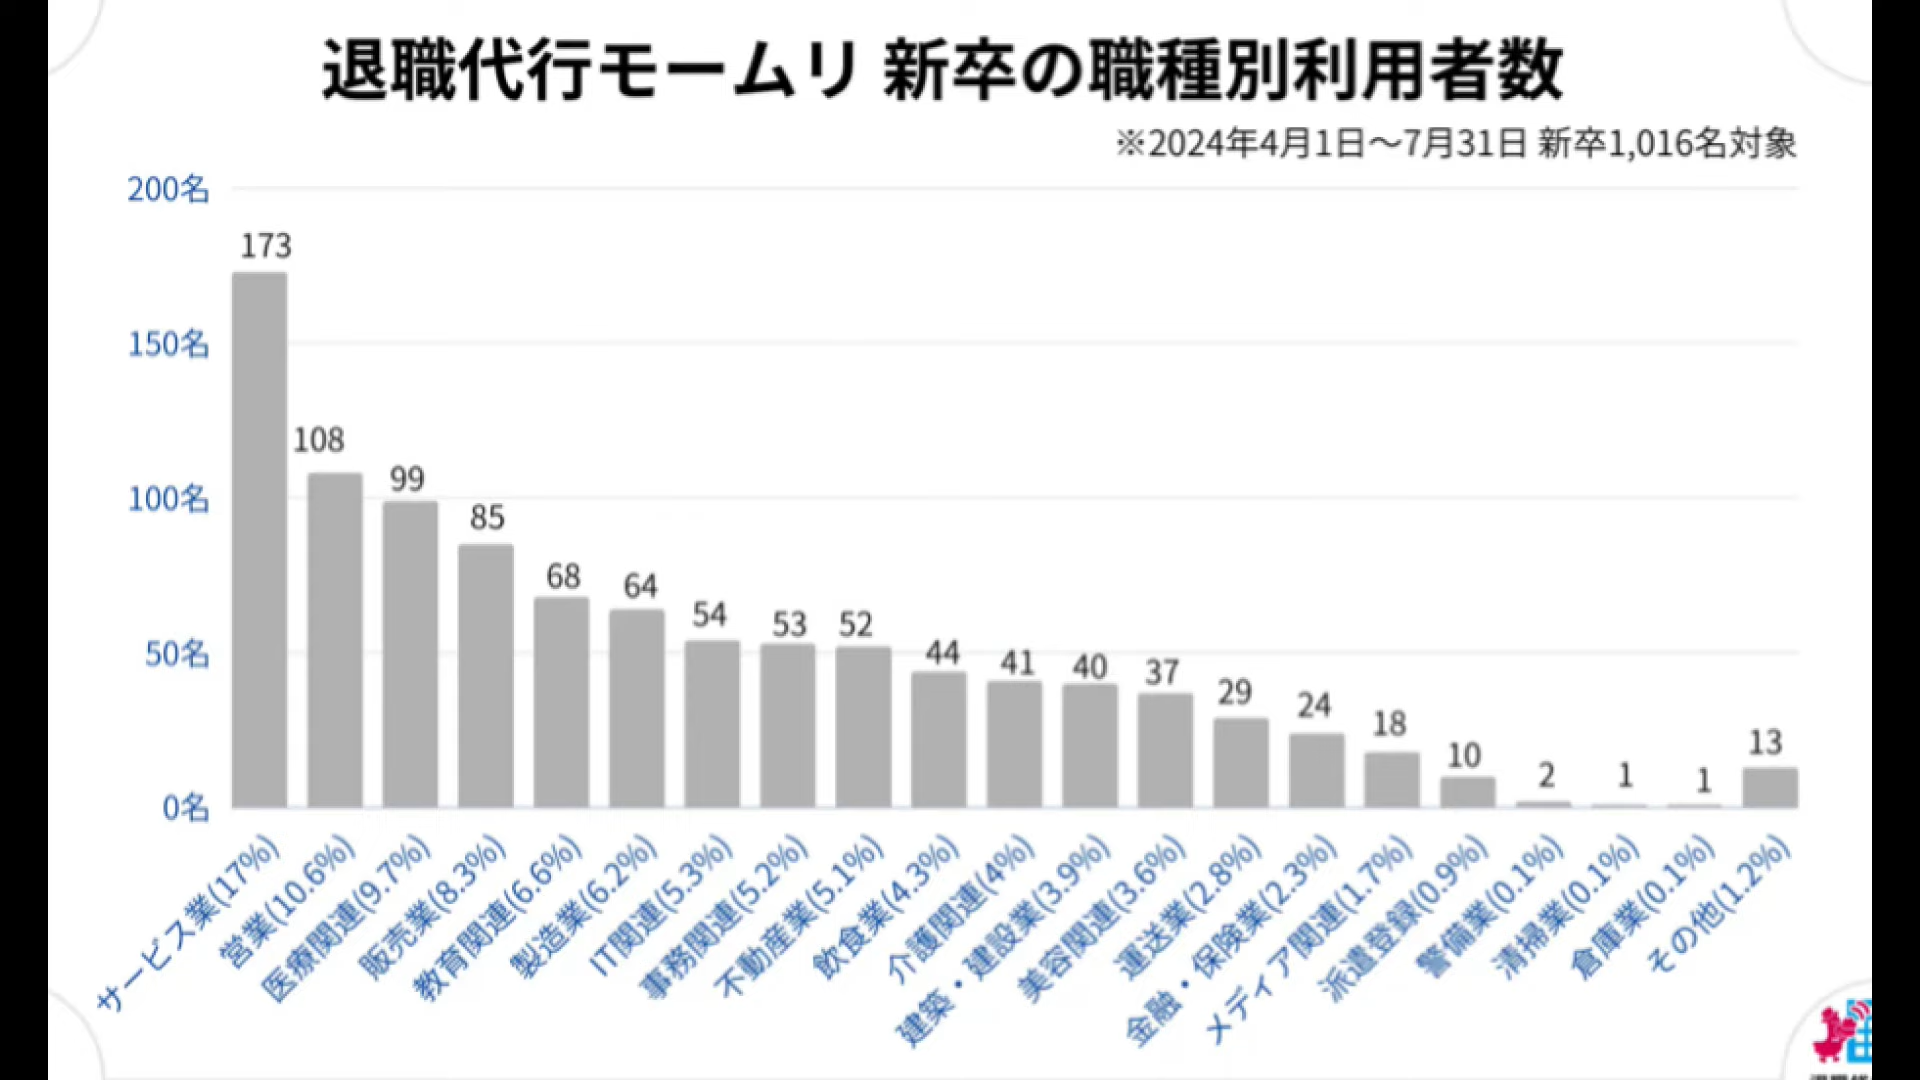 退職代行モームリ 新卒の職種別利用者数
※2024年4月1日～7月31日 新卒1,016名対象
200名
150名
100名
50名
0名
173
108
99
85
68
64
54
53
52
44
41
40
37
29
24
18
10
2
1
1
13
サービス業(17%)
営業(10.6%)
医療関連(9.7%)
販売業(8.3%)
教育関連(6.6%)
製造業(6.2%)
IT関連(5.3%)
事務関連(5.2%)
不動産業(5.1%)
飲食業(4.3%)
介護関連(4%)
建築・建設業(3.9%)
美容関連(3.6%)
運送業(2.8%)
金融・保険業(2.3%)
メディア関連(1.7%)
派遣登録(0.9%)
警備業(0.1%)
清掃業(0.1%)
倉庫業(0.1%)
その他(1.2%)